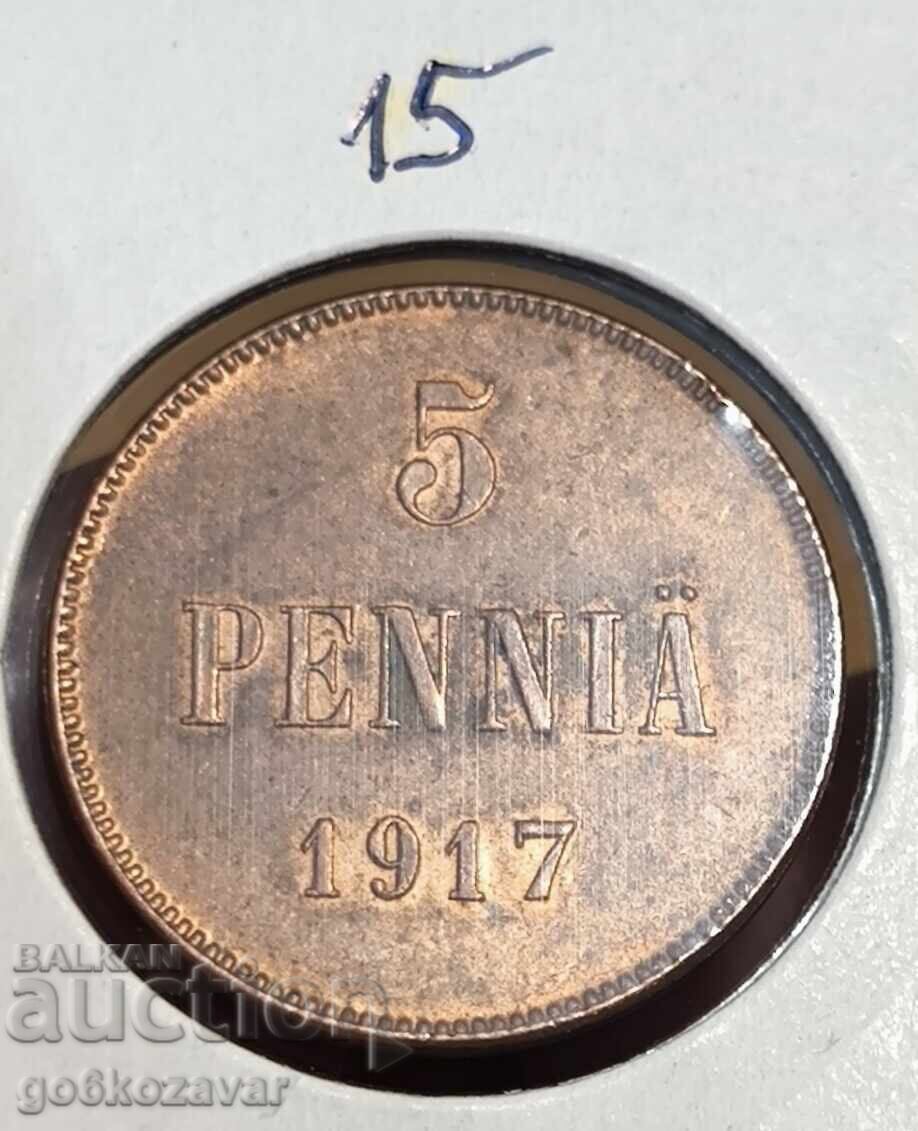 15
5
PENNIÄ
1917
BALKAN
auction
go6kozavar